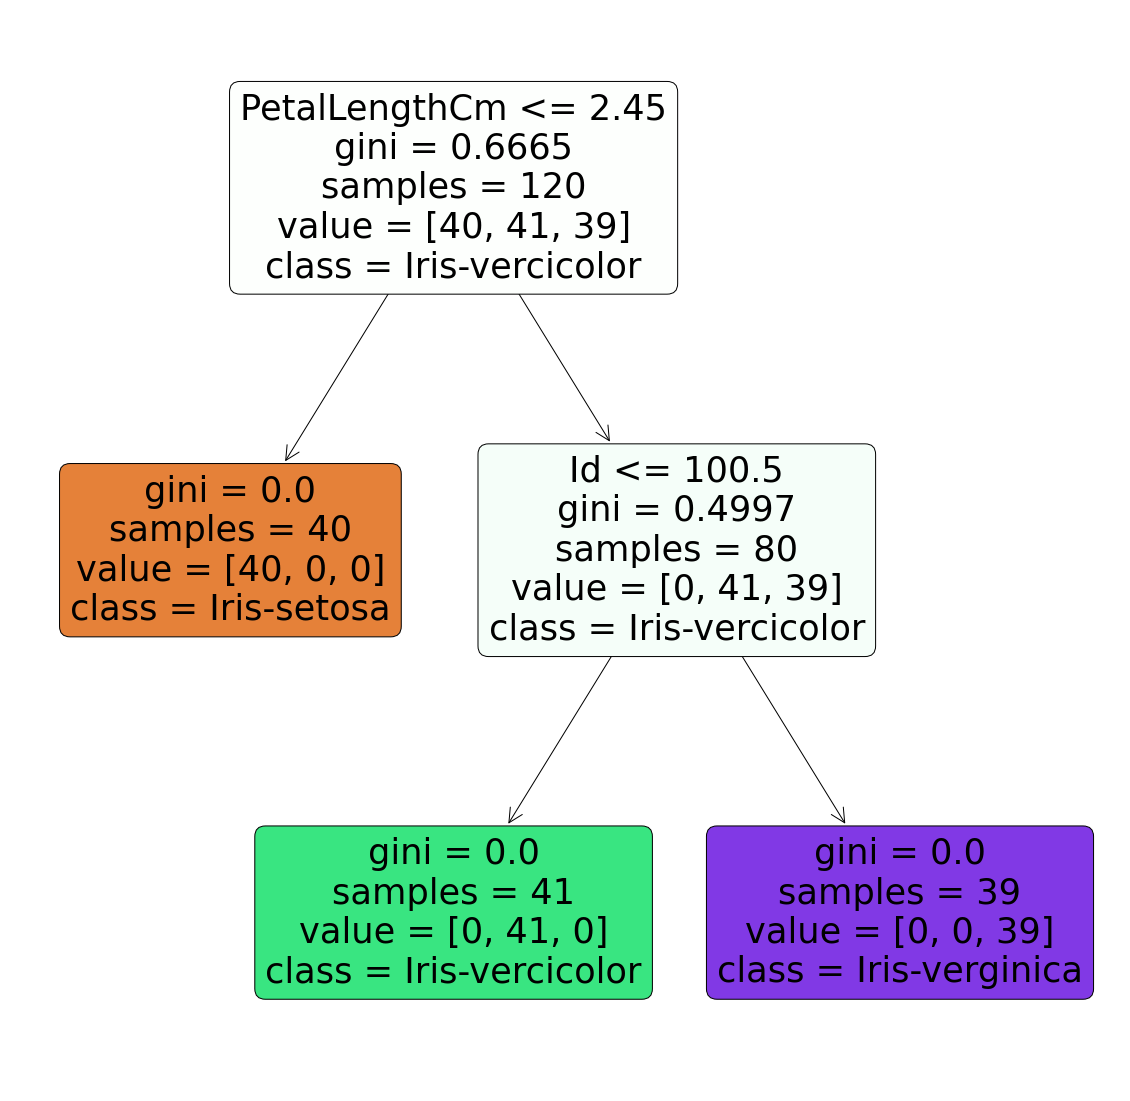 PetalLengthCm <= 2.45
gini = 0.6665
samples = 120
value = [40, 41, 39]
class = Iris-vercicolor
gini = 0.0
samples = 40
value = [40, 0, 0]
class = Iris-setosa
Id <= 100.5
gini = 0.4997
samples = 80
value = [0, 41, 39]
class = Iris-vercicolor
gini = 0.0
samples = 41
value = [0, 41, 0]
class = Iris-vercicolor
gini = 0.0
samples = 39
value = [0, 0, 39]
class = Iris-verginica